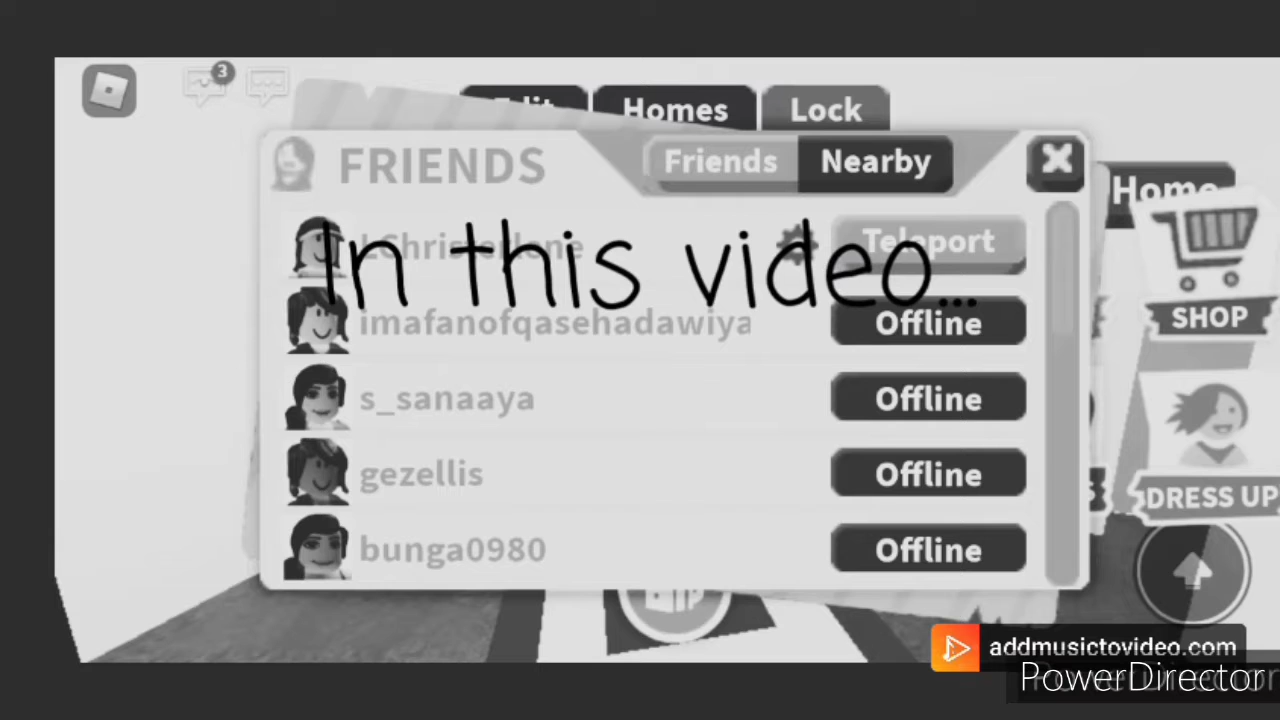 3
Edit Homes Lock
FRIENDS Friends Nearby
Home
Teleport
In this video...
imafanofqasehadawiya Offline
SHOP
s_sanaaya Offline
gezellis Offline
DRESS UP
bunga0980 Offline
addmusictovideo.com
PowerDirector